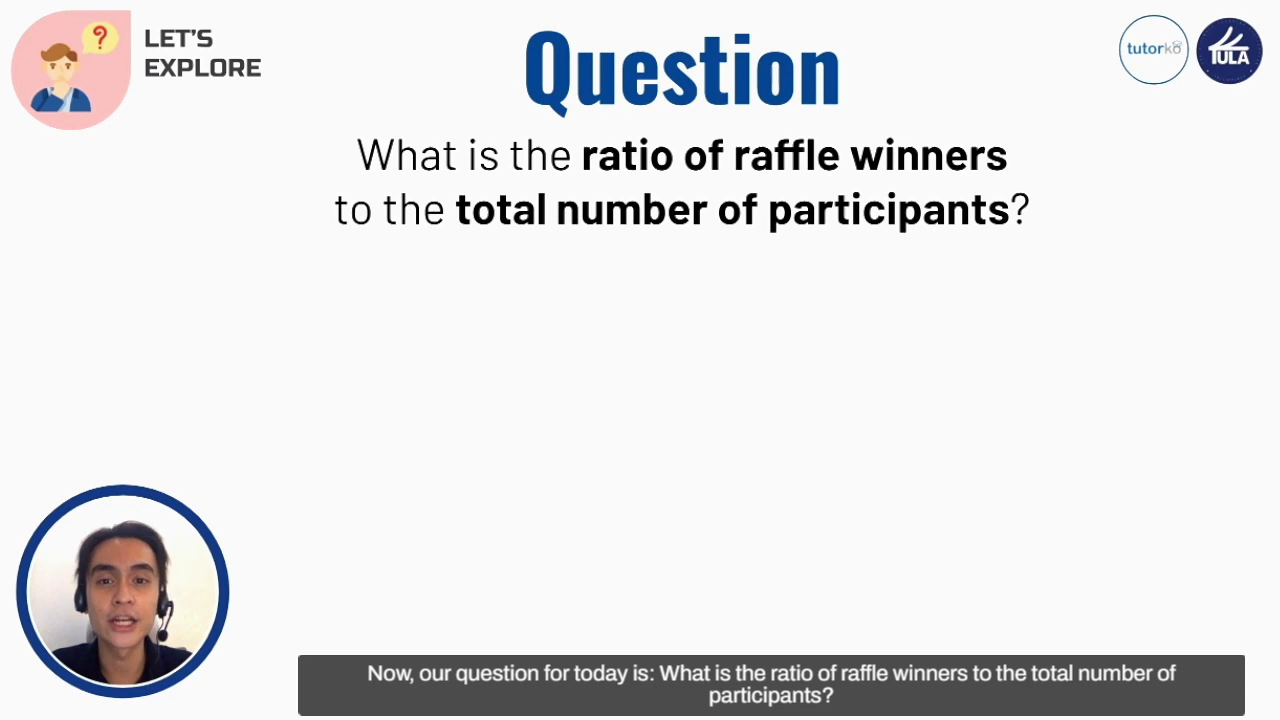 LET'S
EXPLORE
?
Question
tutorko
TULA
What is the ratio of raffle winners
to the total number of participants?
Now, our question for today is: What is the ratio of raffle winners to the total number of
participants?